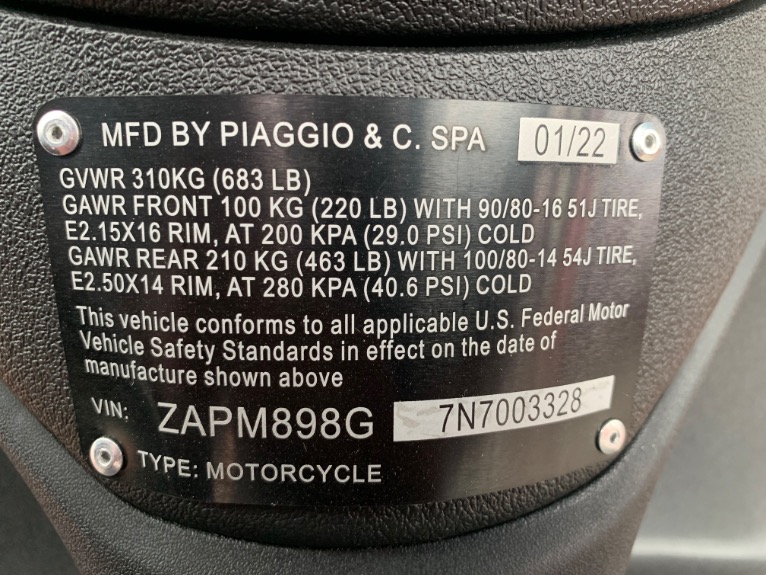 MFD BY PIAGGIO & C. SPA 01/22
GVWR 310KG (683 LB)
GAWR FRONT 100 KG (220 LB) WITH 90/80-16 51J TIRE,
E2.15X16 RIM, AT 200 KPA (29.0 PSI) COLD
GAWR REAR 210 KG (463 LB) WITH 100/80-14 54J TIRE,
E2.50X14 RIM, AT 280 KPA (40.6 PSI) COLD
This vehicle conforms to all applicable U.S. Federal Motor
Vehicle Safety Standards in effect on the date of
manufacture shown above
VIN: ZAPM898G 7N7003328
TYPE: MOTORCYCLE